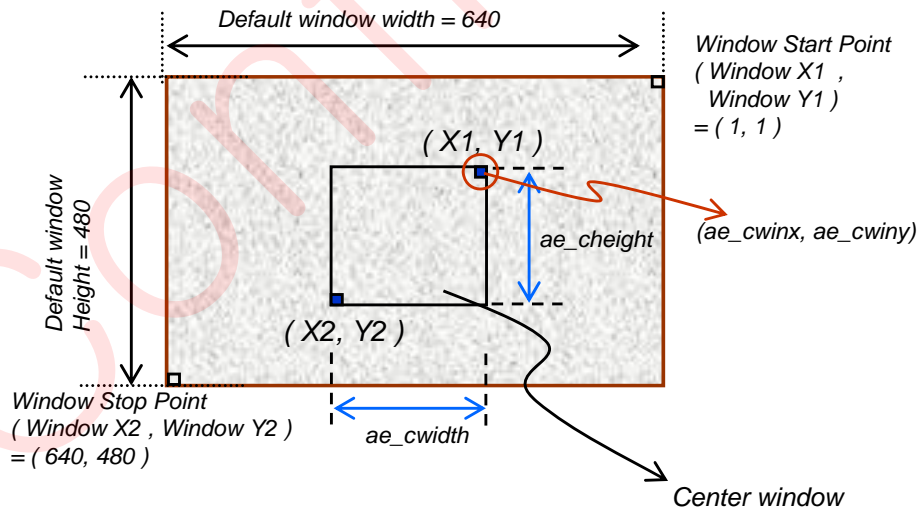 Default window width = 640
Window Start Point
( Window X1 ,
Window Y1 )
= ( 1, 1 )
( X1, Y1 )
Default window
Height = 480
ae_cheight
(ae_cwinx, ae_cwiny)
( X2, Y2 )
Window Stop Point
( Window X2 , Window Y2 )
= ( 640, 480 )
ae_cwidth
Center window